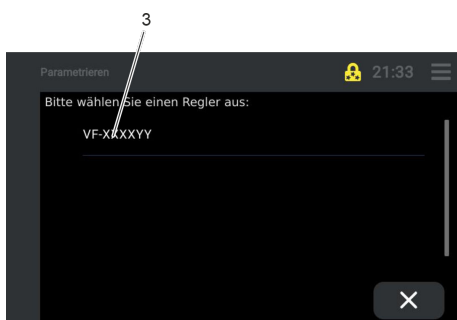 3
Parametrieren 21:33
Bitte wählen Sie einen Regler aus:
VF-XXXXYY